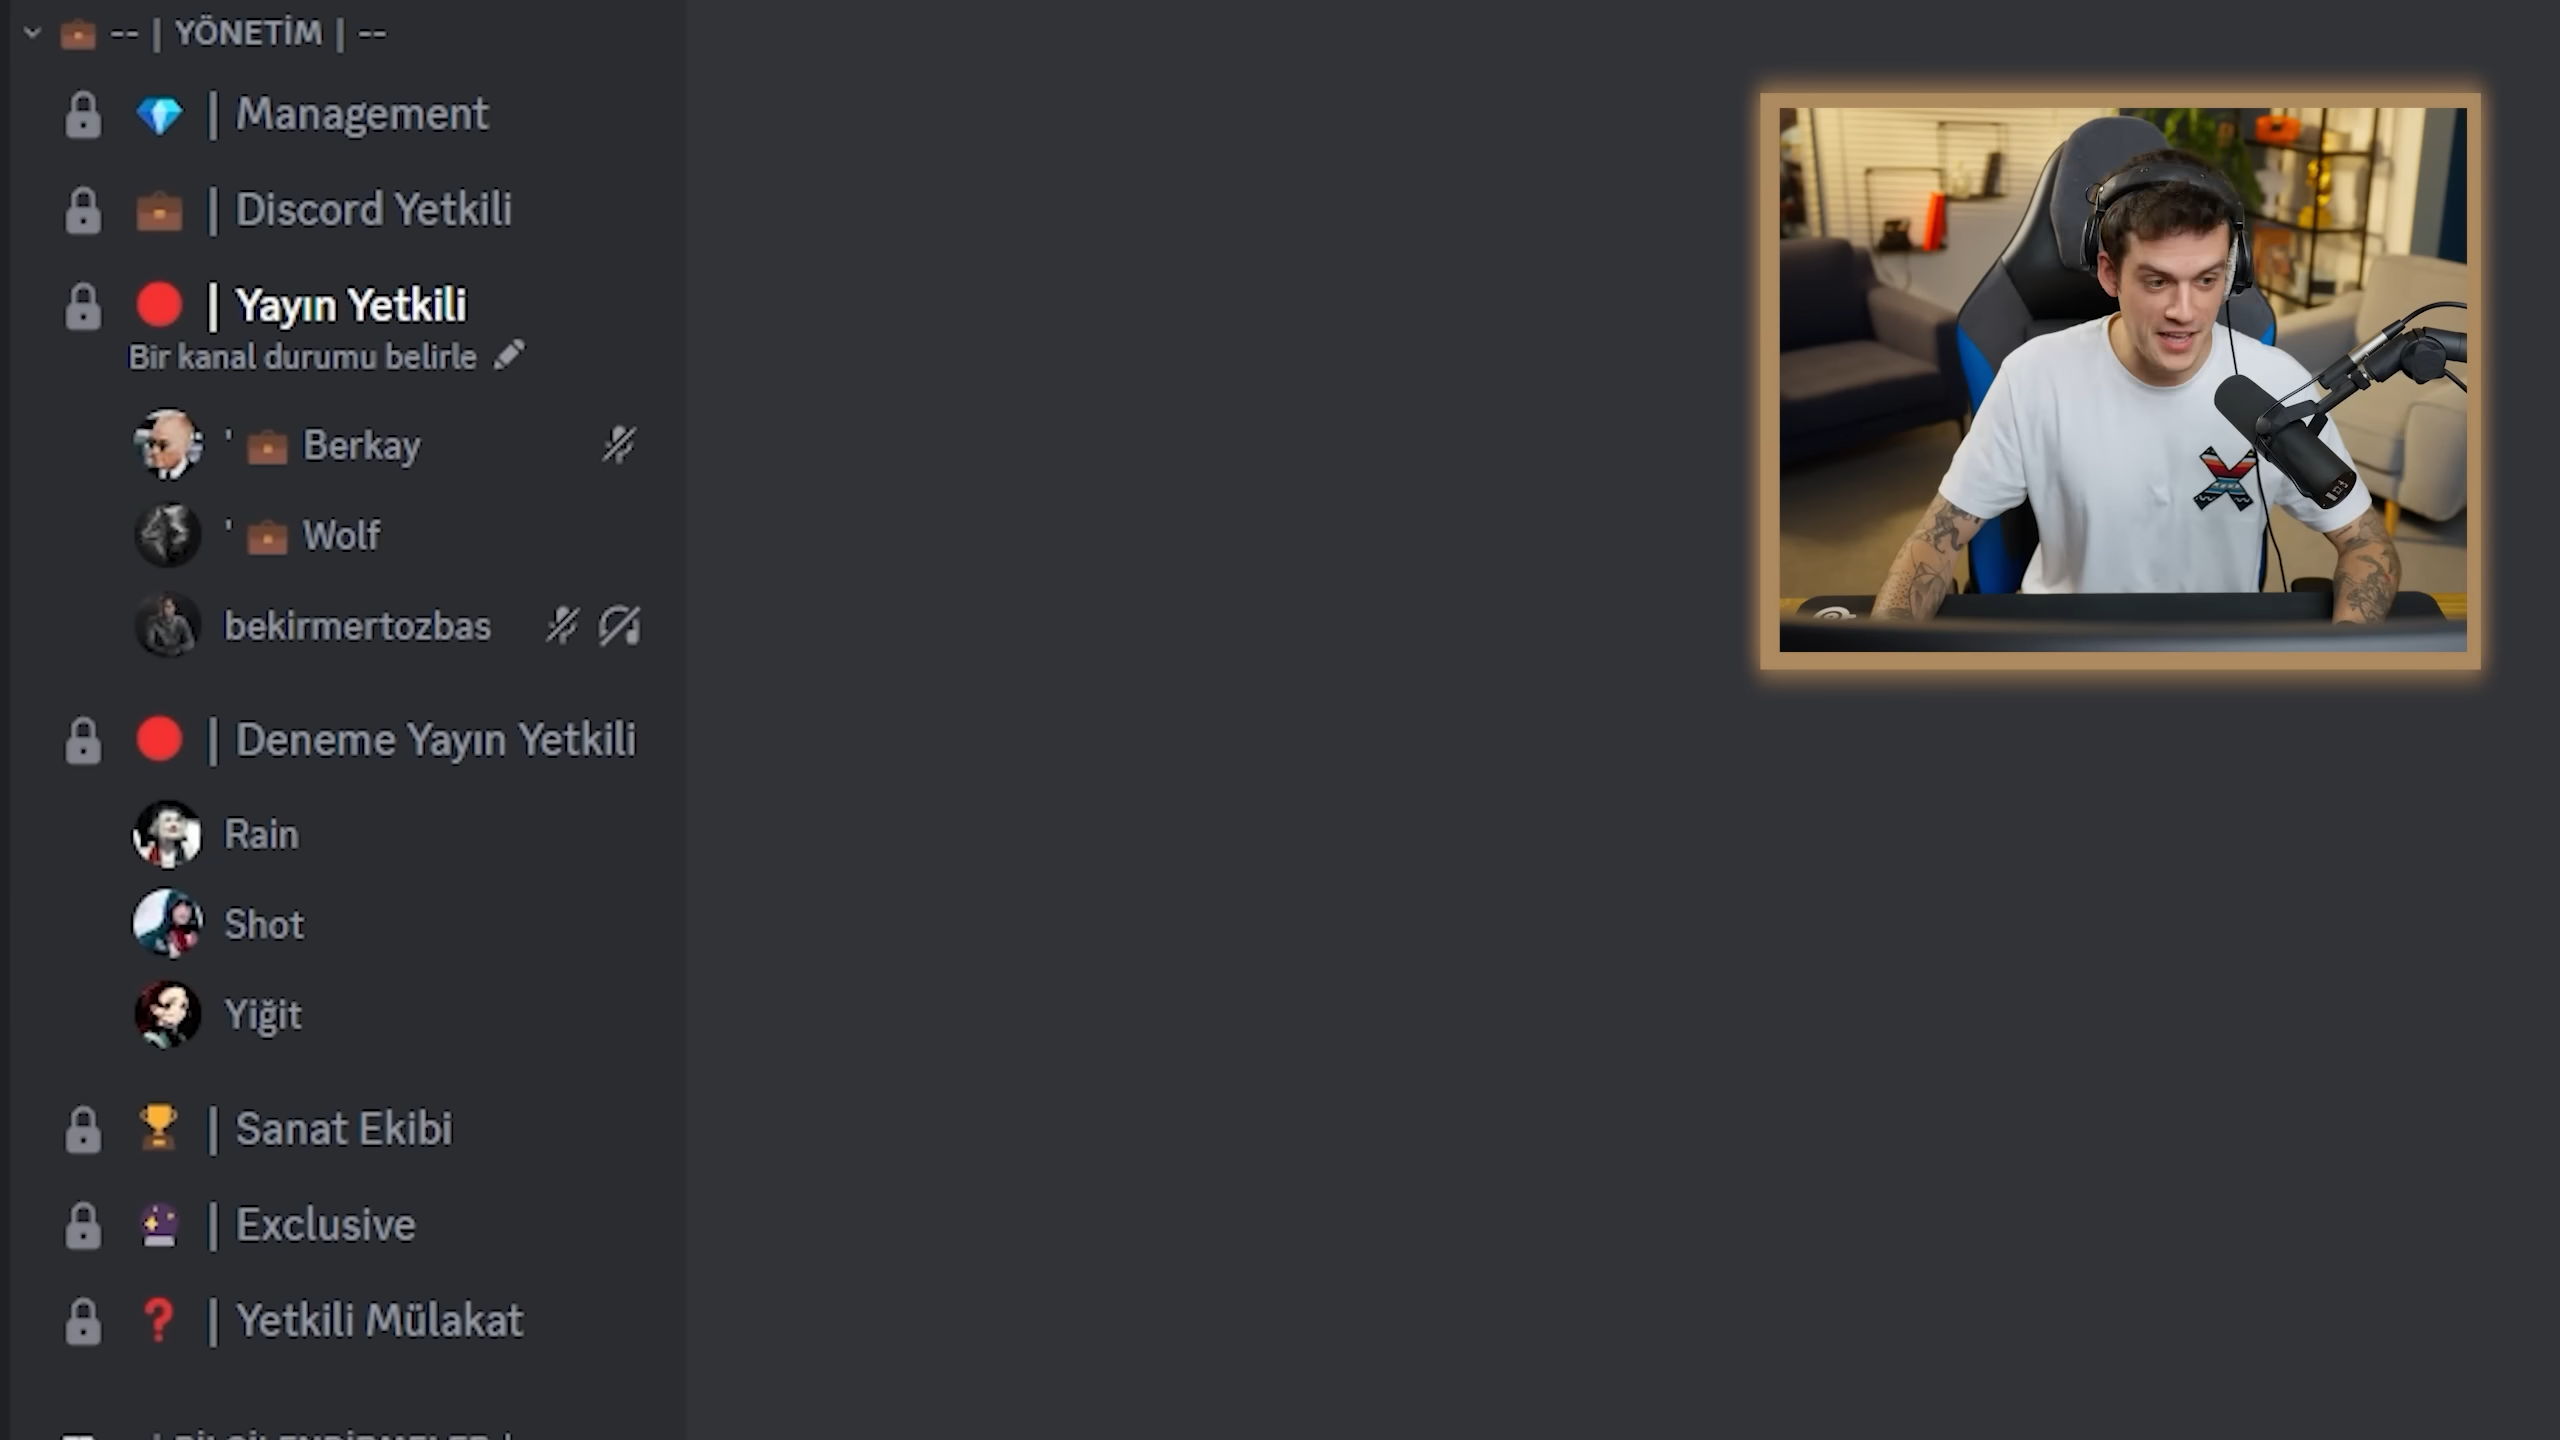 -- | YÖNETİM | --
| Management
| Discord Yetkili
| Yayın Yetkili
Bir kanal durumu belirle
' Berkay
' Wolf
bekirmertozbas
| Deneme Yayın Yetkili
Rain
Shot
Yiğit
| Sanat Ekibi
| Exclusive
| Yetkili Mülakat